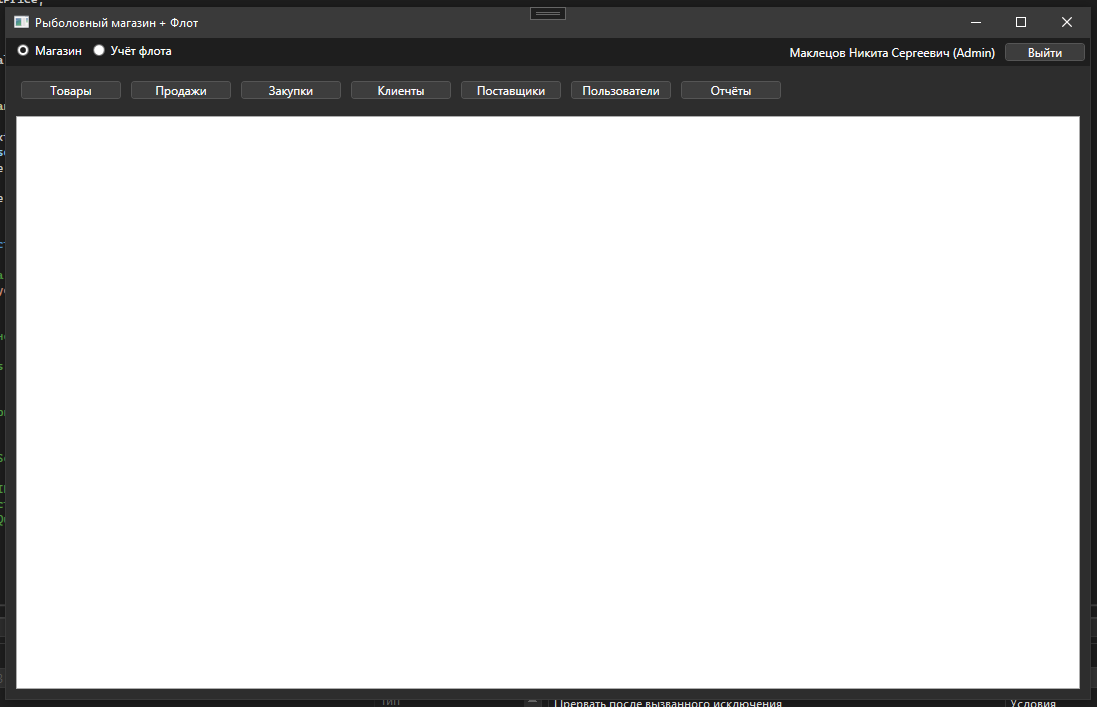 Рыболовный магазин + Флот
Магазин Учёт флота Маклецов Никита Сергеевич (Admin) Выйти
Товары Продажи Закупки Клиенты Поставщики Пользователи Отчёты
Прервать после вызванного исключения Условия